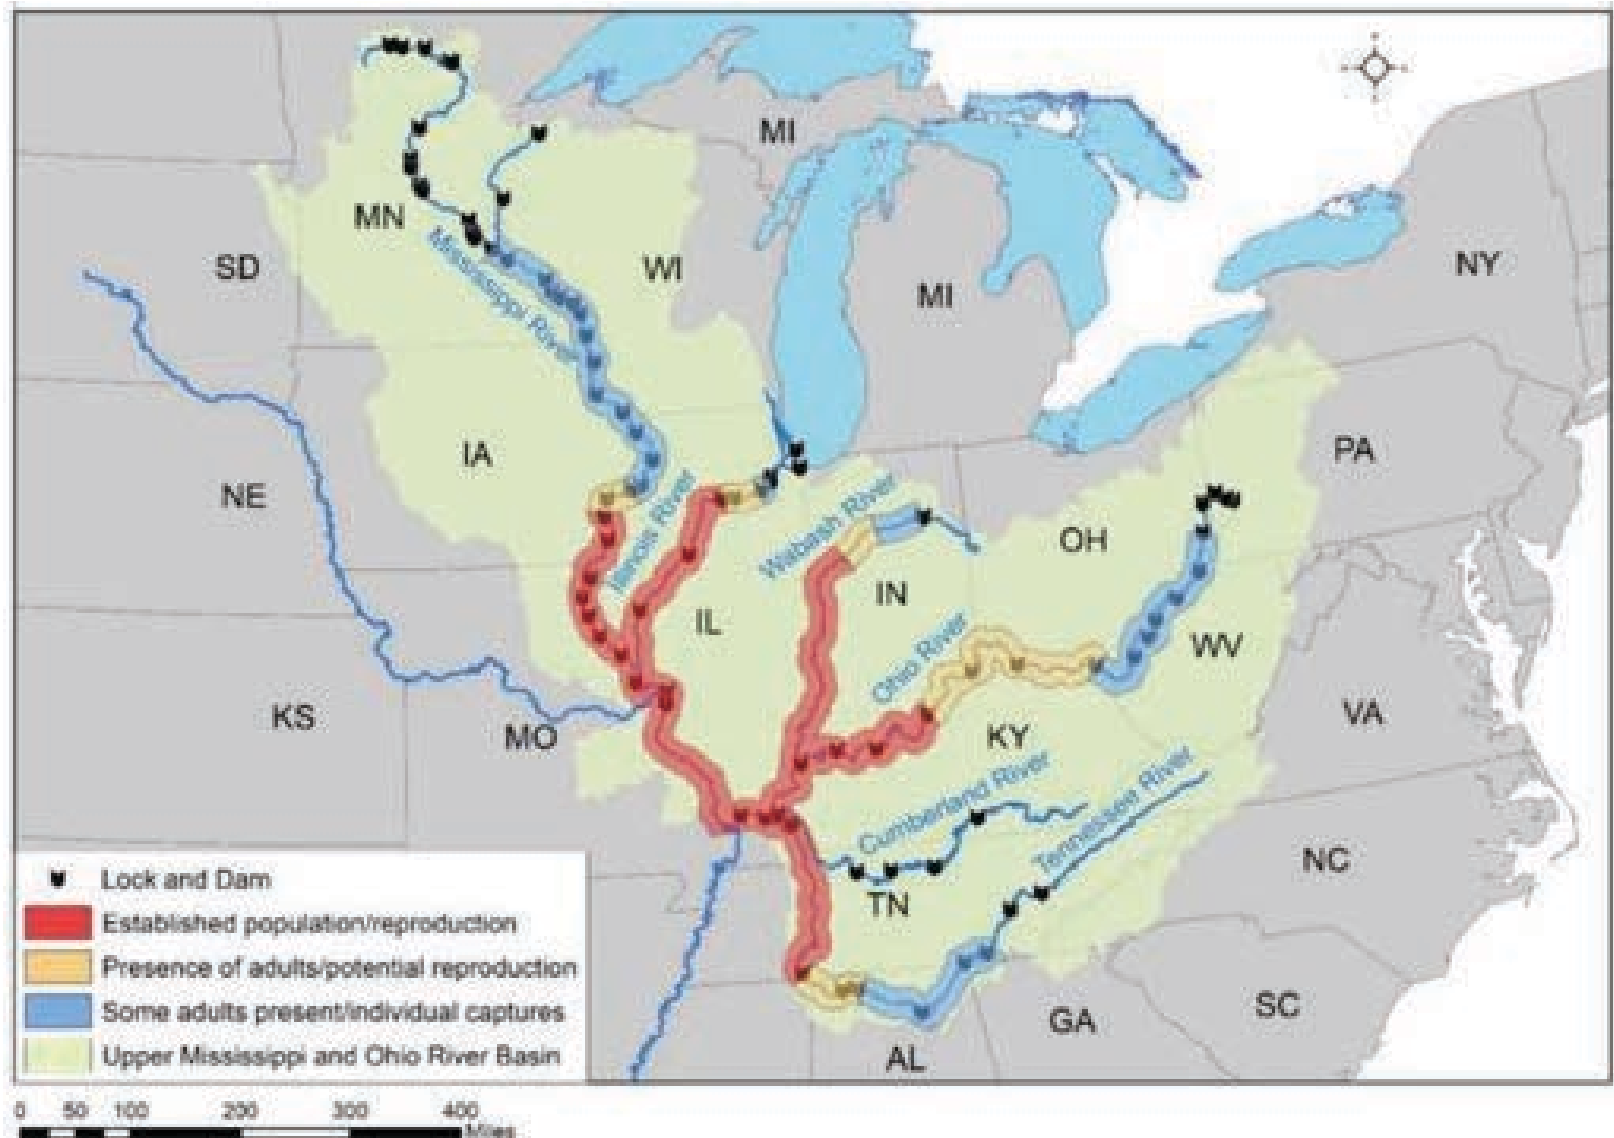 MI
MN
SD
WI
NY
MI
Mississippi River
IA
PA
NE
Illinois River
Wabash River
OH
IN
IL
Ohio River
WV
KS
MO
KY
VA
Cumberland River
Tennessee River
NC
TN
SC
GA
AL
Lock and Dam
Established population/reproduction
Presence of adults/potential reproduction
Some adults present/individual captures
Upper Mississippi and Ohio River Basin
0 50 100 200 300 400
Miles